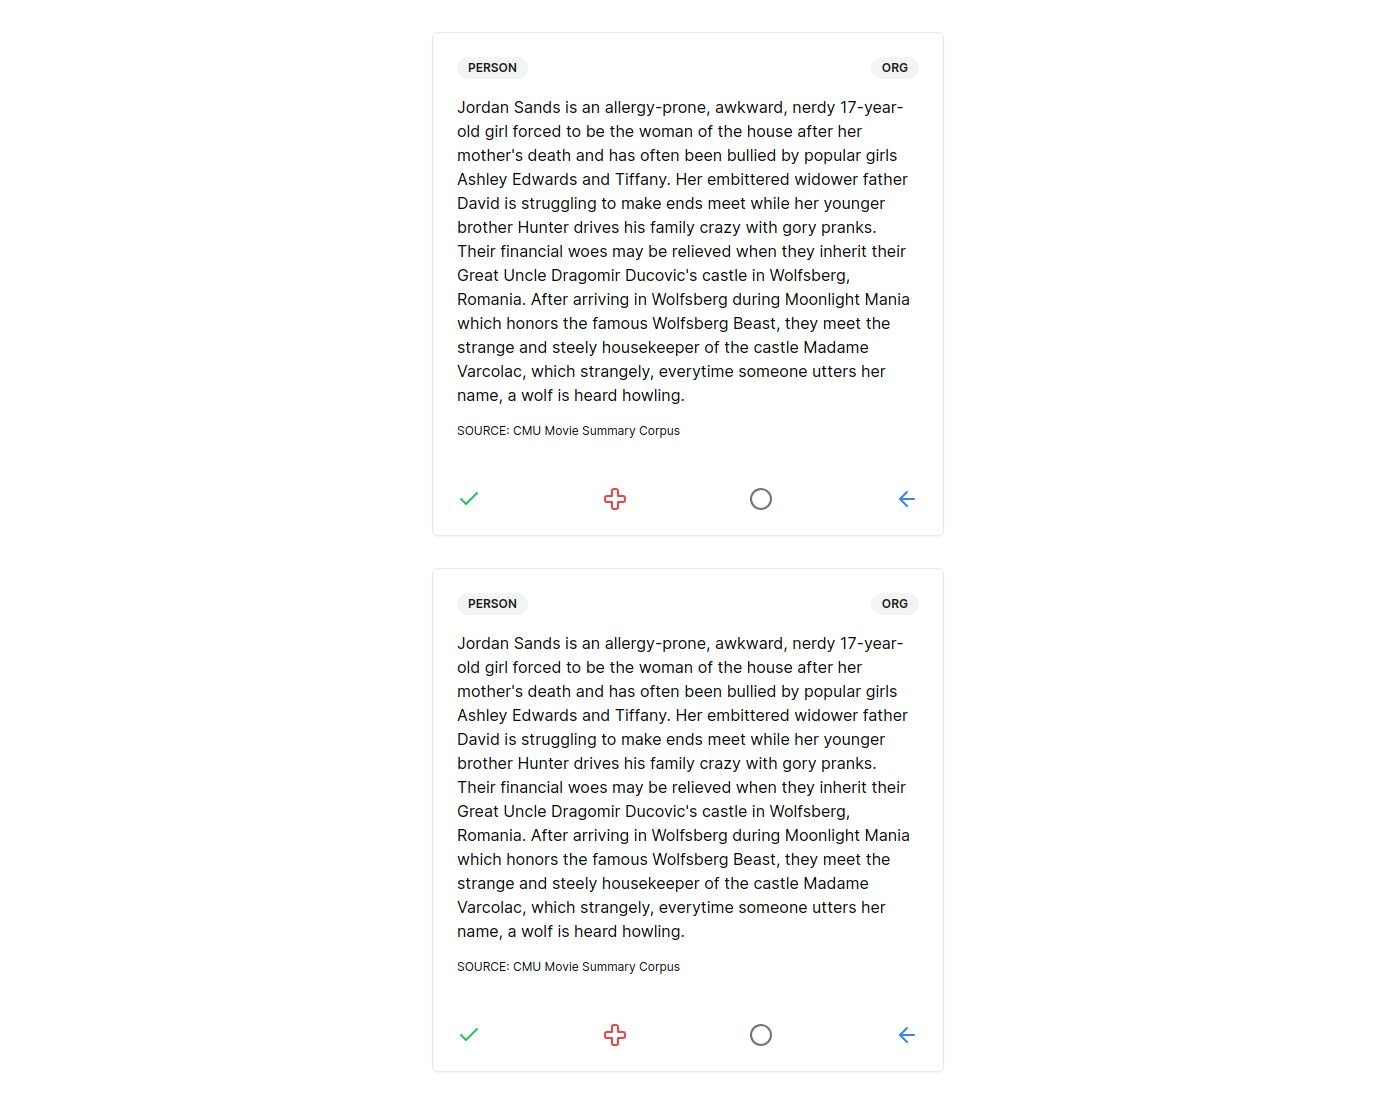 PERSON ORG
Jordan Sands is an allergy-prone, awkward, nerdy 17-year-
old girl forced to be the woman of the house after her
mother's death and has often been bullied by popular girls
Ashley Edwards and Tiffany. Her embittered widower father
David is struggling to make ends meet while her younger
brother Hunter drives his family crazy with gory pranks.
Their financial woes may be relieved when they inherit their
Great Uncle Dragomir Ducovic's castle in Wolfsberg,
Romania. After arriving in Wolfsberg during Moonlight Mania
which honors the famous Wolfsberg Beast, they meet the
strange and steely housekeeper of the castle Madame
Varcolac, which strangely, everytime someone utters her
name, a wolf is heard howling.
SOURCE: CMU Movie Summary Corpus
PERSON ORG
Jordan Sands is an allergy-prone, awkward, nerdy 17-year-
old girl forced to be the woman of the house after her
mother's death and has often been bullied by popular girls
Ashley Edwards and Tiffany. Her embittered widower father
David is struggling to make ends meet while her younger
brother Hunter drives his family crazy with gory pranks.
Their financial woes may be relieved when they inherit their
Great Uncle Dragomir Ducovic's castle in Wolfsberg,
Romania. After arriving in Wolfsberg during Moonlight Mania
which honors the famous Wolfsberg Beast, they meet the
strange and steely housekeeper of the castle Madame
Varcolac, which strangely, everytime someone utters her
name, a wolf is heard howling.
SOURCE: CMU Movie Summary Corpus